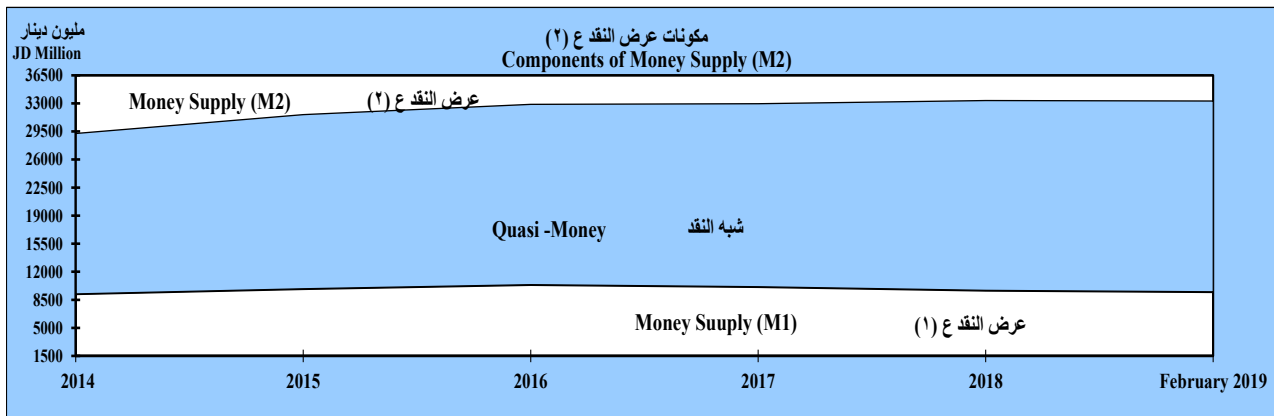 مليون دينار
JD Million
مكونات عرض النقد ع (٢)
Components of Money Supply (M2)
36500
33000
29500
26000
22500
19000
15500
12000
8500
5000
1500
Money Supply (M2) عرض النقد ع (٢)
Quasi -Money شبه النقد
Money Suuply (M1) عرض النقد ع (١)
2014 2015 2016 2017 2018 February 2019